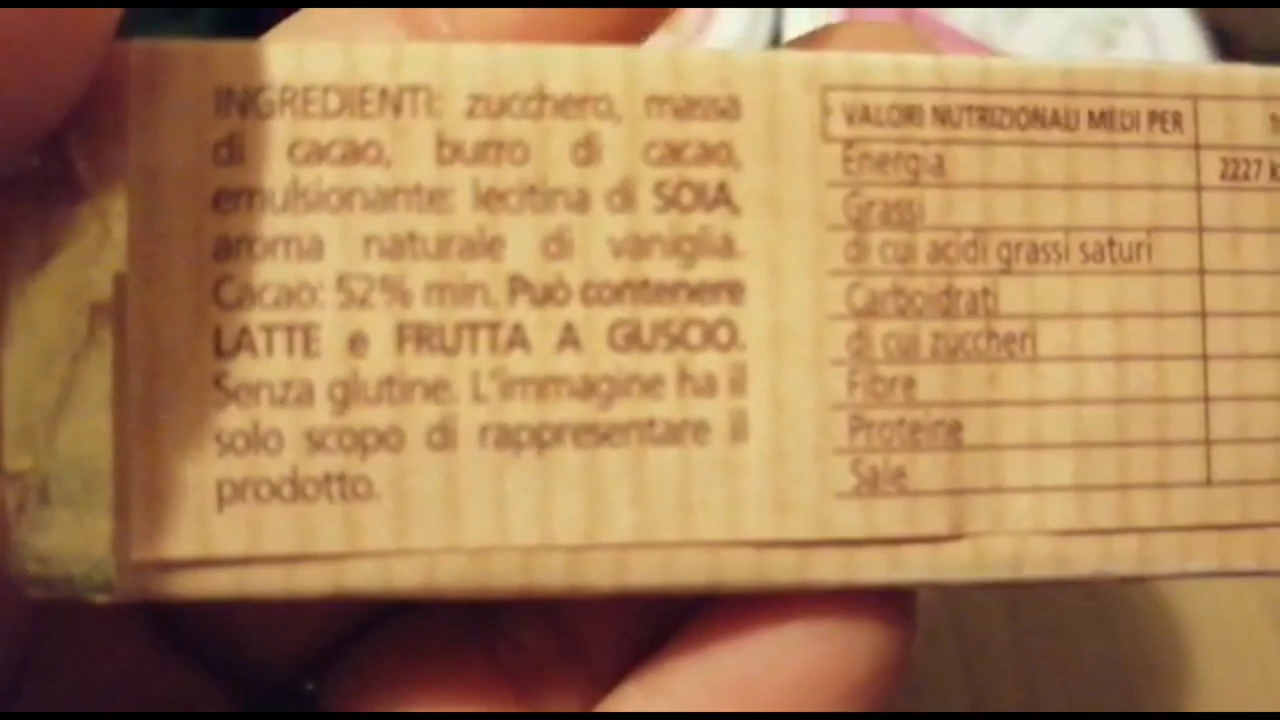 INGREDIENTI: zucchero, massa
di cacao, burro di cacao,
emulsionante: lecitina di SOIA,
aroma naturale di vaniglia.
Cacao: 52% min. Può contenere
LATTE e FRUTTA A GUSCIO.
Senza glutine. L'immagine ha il
solo scopo di rappresentare il
prodotto.
VALORI NUTRIZIONALI MEDI PER
Energia 2227 k
Grassi
di cui acidi grassi saturi
Carboidrati
di cui zuccheri
Fibre
Proteine
Sale